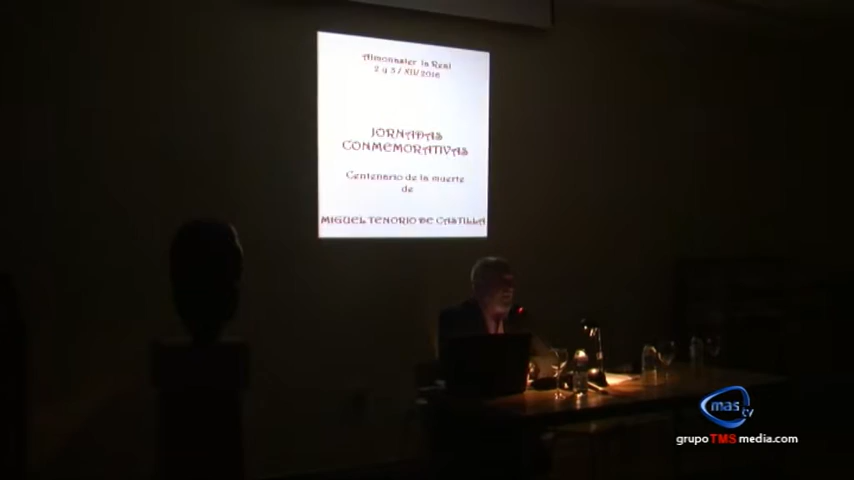 Almonaster la Real
2 y 3 / XII/ 2016
JORNADAS
CONMEMORATIVAS
Centenario de la muerte
de
MIGUEL TENORIO DE CASTILLA
mas tv
grupoTMSmedia.com